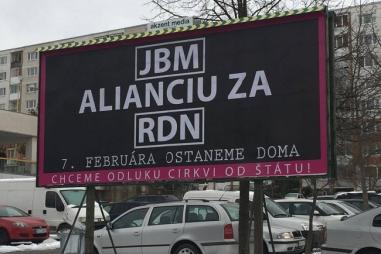 akzent media
JBM
ALIANCIU ZA
RDN
7. FEBRUÁRA OSTANEME DOMA
CHCEME ODLUKU CIRKVI OD ŠTÁTU!